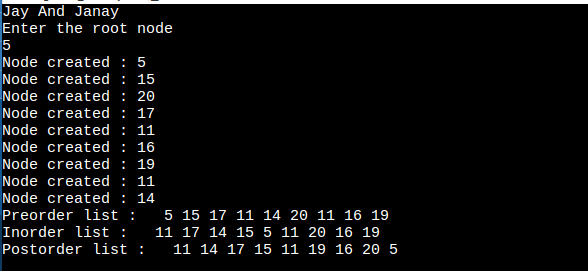 Jay And Janay
Enter the root node
5
Node created : 5
Node created : 15
Node created : 20
Node created : 17
Node created : 11
Node created : 16
Node created : 19
Node created : 11
Node created : 14
Preorder list :   5 15 17 11 14 20 11 16 19
Inorder list :   11 17 14 15 5 11 20 16 19
Postorder list :   11 14 17 15 11 19 16 20 5